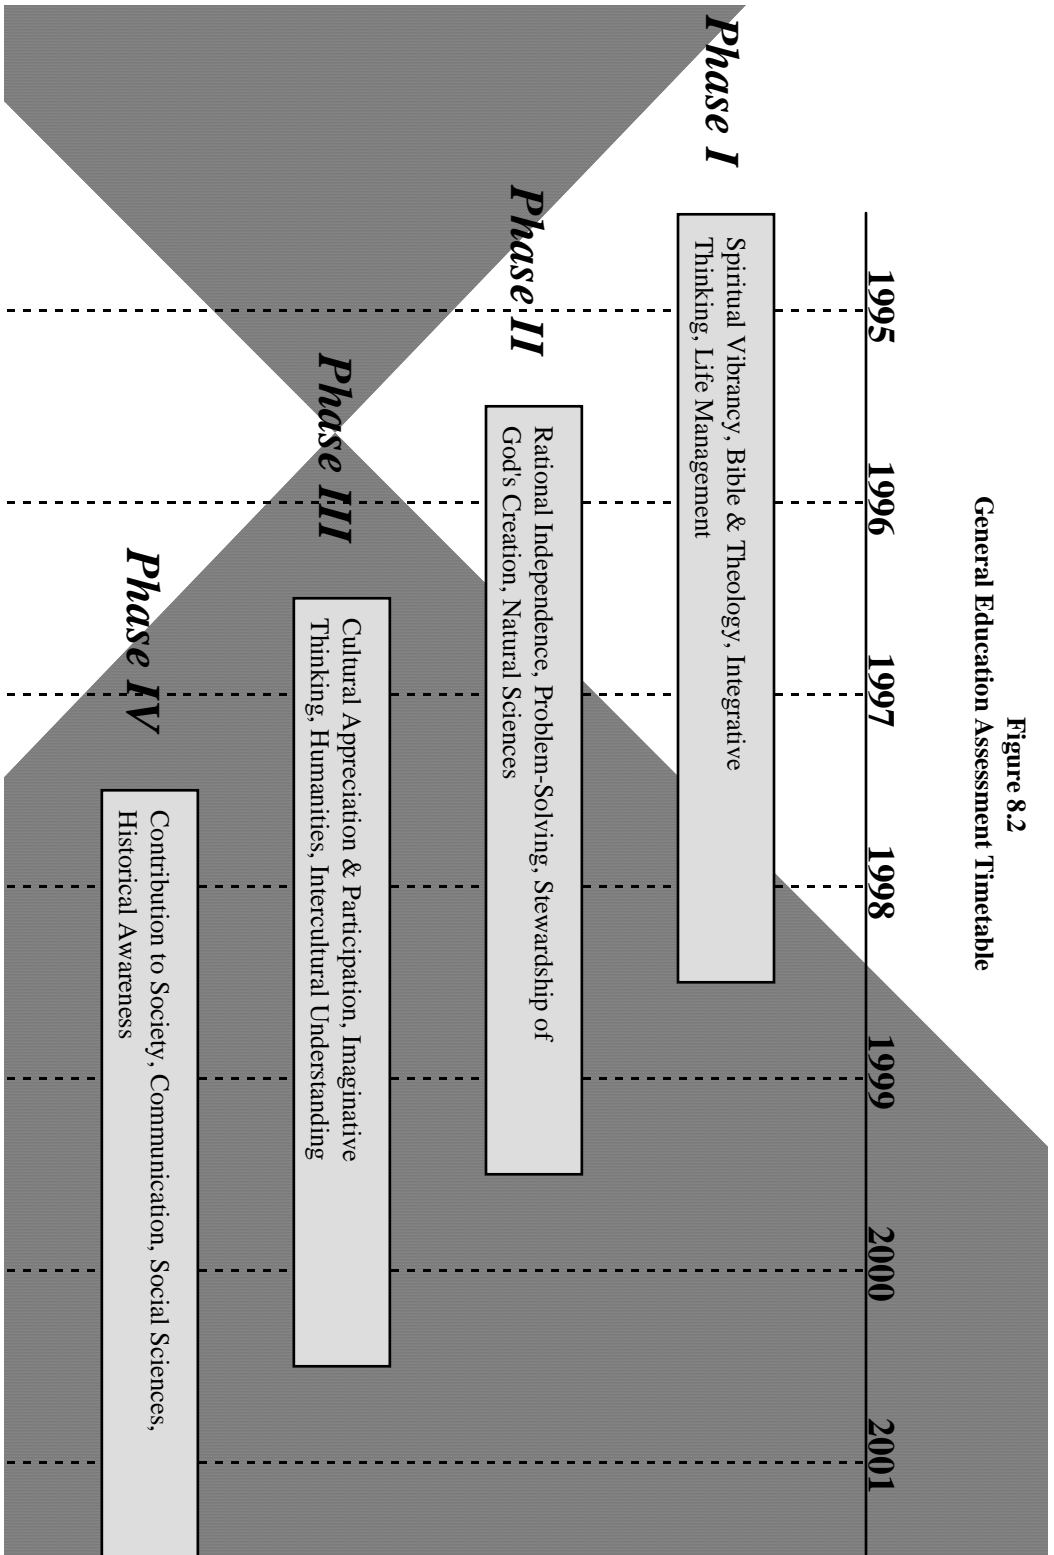 Figure 8.2
General Education Assessment Timetable
1995 1996 1997 1998 1999 2000 2001
Phase I
Spiritual Vibrancy, Bible & Theology, Integrative
Thinking, Life Management
Phase II
Rational Independence, Problem-Solving, Stewardship of
God's Creation, Natural Sciences
Phase III
Cultural Appreciation & Participation, Imaginative
Thinking, Humanities, Intercultural Understanding
Phase IV
Contribution to Society, Communication, Social Sciences,
Historical Awareness